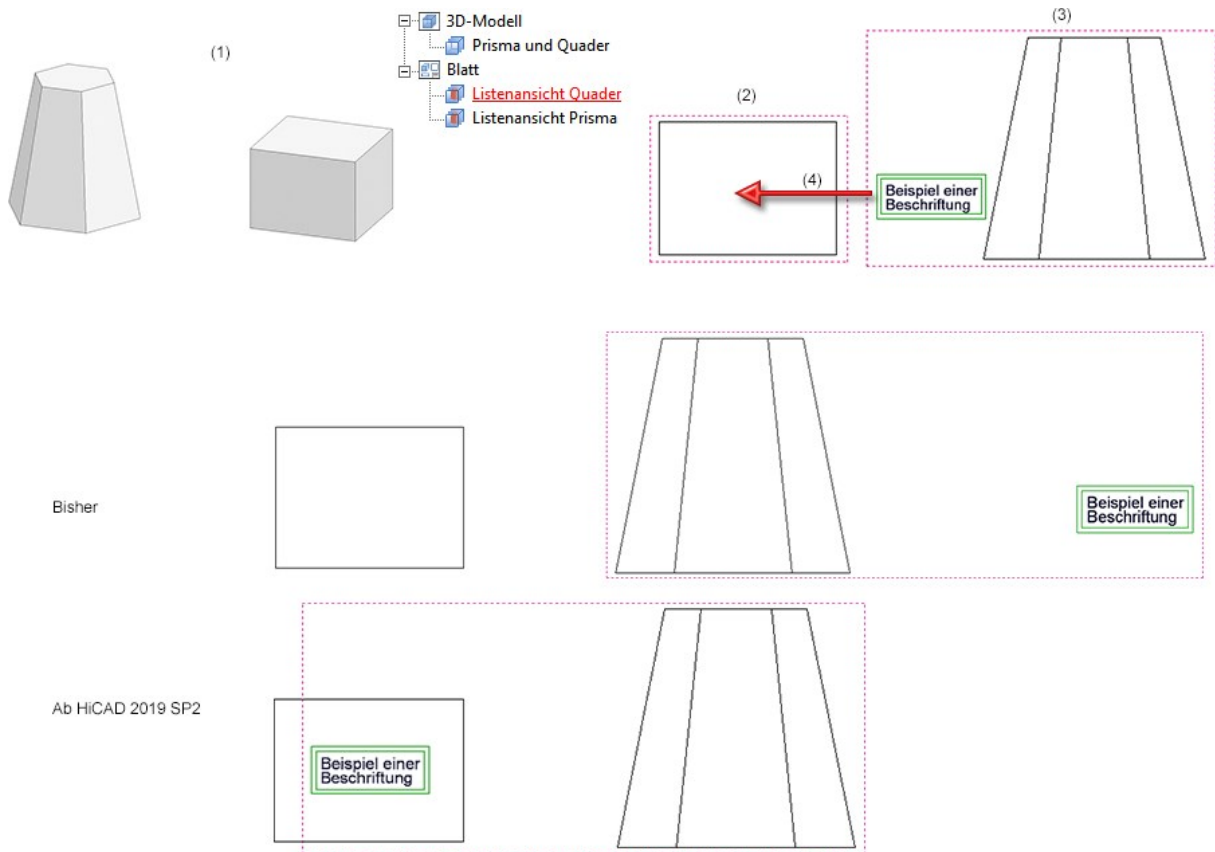 (1)
3D-Modell
Prisma und Quader
Blatt
Listenansicht Quader
Listenansicht Prisma
(2)
(3)
(4)
Beispiel einer
Beschriftung
Bisher
Beispiel einer
Beschriftung
Ab HiCAD 2019 SP2
Beispiel einer
Beschriftung